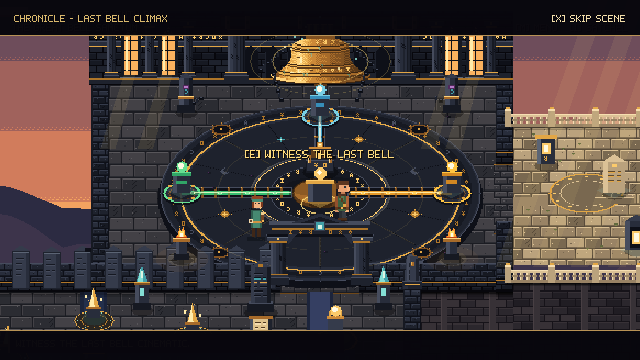 CHRONICLE - LAST BELL CLIMAX
[X] SKIP SCENE
[E] WITNESS THE LAST BELL